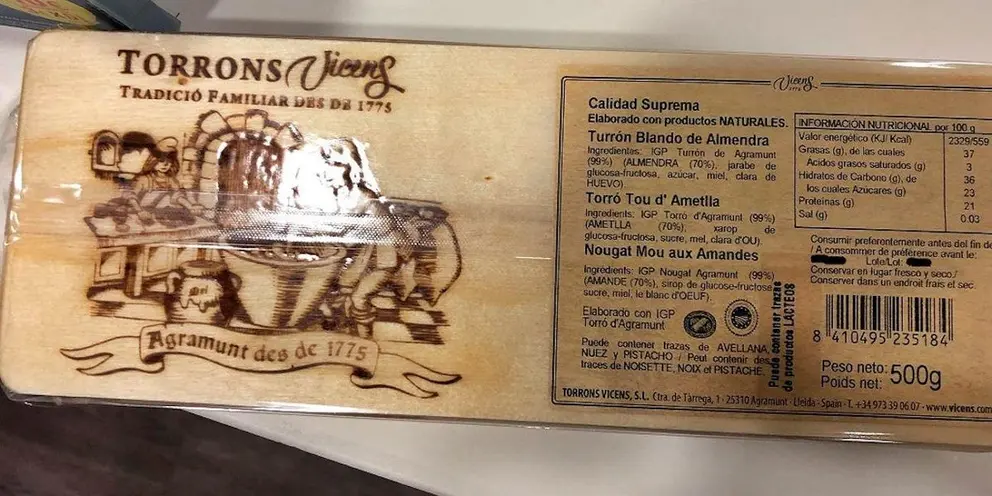 TORRONS Vicens
TRADICIÓ FAMILIAR DES DE 1775
Agramunt des de 1775
Vicens
1775
Calidad Suprema
Elaborado con productos NATURALES.
Turrón Blando de Almendra
Ingredientes: IGP Turrón de Agramunt
(99%) (ALMENDRA (70%), jarabe de
glucosa-fructosa, azúcar, miel, clara de
HUEVO)
Torró Tou d' Ametlla
Ingredients: IGP Torró d'Agramunt (99%)
(AMETLLA (70%), xarop de
glucosa-fructosa, sucre, mel, clara d'OU).
Nougat Mou aux Amandes
Ingrédients: IGP Nougat Agramunt (99%)
(AMANDE (70%), sirop de glucose-fructose
sucre, miel, le blanc d'OEUF).
Elaborado con IGP
Torró d'Agramunt
Puede contener trazas de AVELLANA,
NUEZ y PISTACHO / Peut contenir des
traces de NOISETTE, NOIX et PISTACHE.
Puede contener trazas
de productos LACTEOS
INFORMACIÓN NUTRICIONAL por 100 g
Valor energético (KJ/ Kcal) 2329/559
Grasas (g), de las cuales 37
Ácidos grasos saturados (g) 3
Hidratos de Carbono (g), de 36
los cuales Azúcares (g) 23
Proteínas (g) 21
Sal (g) 0.03
Consumir preferentemente antes del fin de
/ A consommer de préférence avant le:
Lote/Lot:
Conservar en lugar fresco y seco./
Conserver dans un endroit frais et sec.
8 410495 235184
Peso neto: 500g
Poids net:
TORRONS VICENS, S.L. Ctra. de Tàrrega, 1 - 25310 Agramunt - Lleida - Spain - T. +34 973 39 06 07 - www.vicens.com